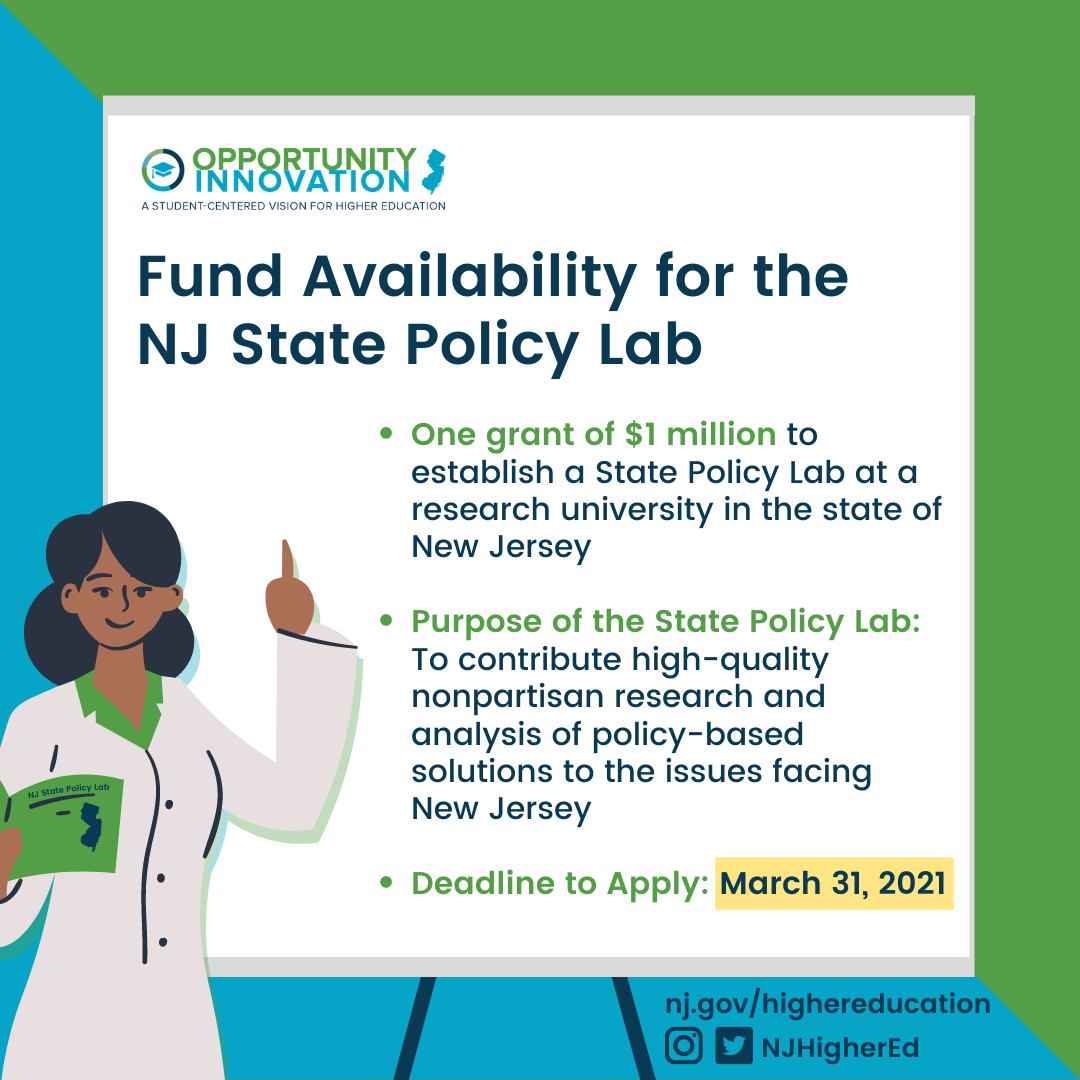 OPPORTUNITY
INNOVATION
A STUDENT-CENTERED VISION FOR HIGHER EDUCATION
Fund Availability for the
NJ State Policy Lab
• One grant of $1 million to
establish a State Policy Lab at a
research university in the state of
New Jersey
• Purpose of the State Policy Lab:
To contribute high-quality
nonpartisan research and
analysis of policy-based
solutions to the issues facing
New Jersey
• Deadline to Apply: March 31, 2021
NJ State Policy Lab
nj.gov/highereducation
NJHigherEd